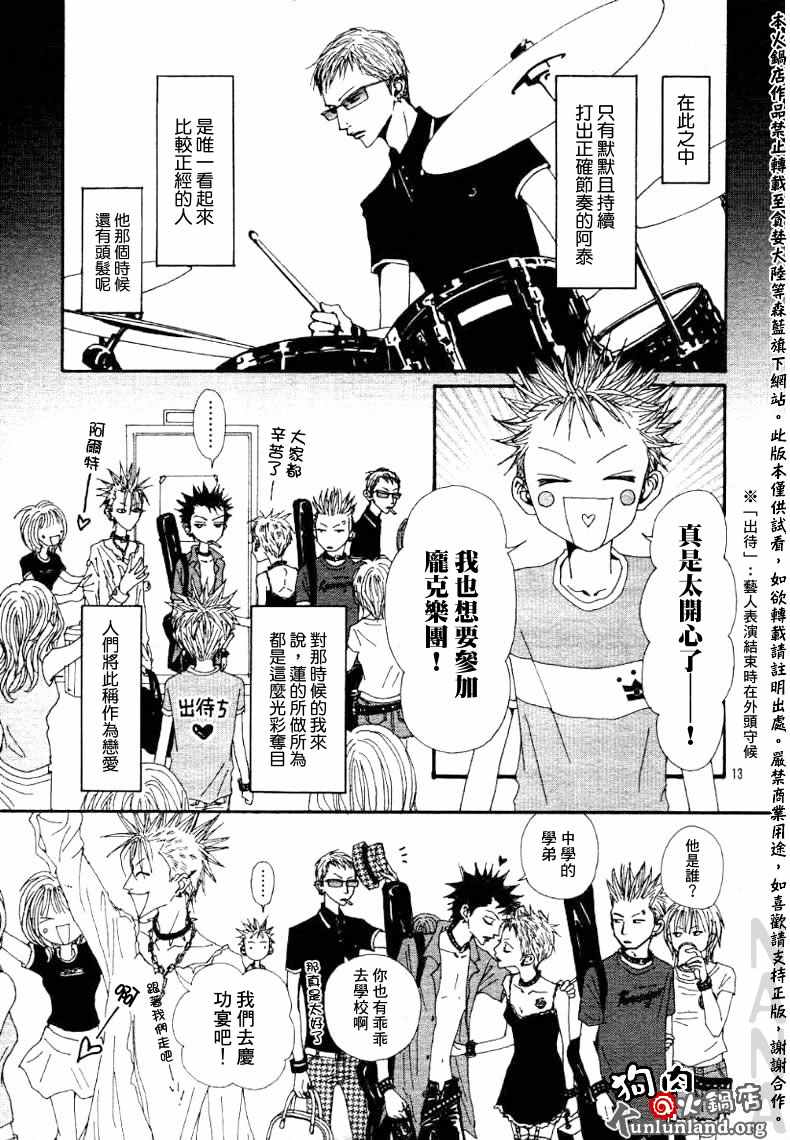 在此之中
只有默默且持續
打出正確節奏的阿泰
是唯一看起來
比較正經的人
他那個時候
還有頭髮呢
真是太開心了——！
我也想要參加
龐克樂團！
※「出待」：藝人表演結束時在外頭守候
大家都
辛苦了～
………
阿爾特
出待ち
對那時候的我來
說，蓮的所做所為
都是這麼光彩奪目
人們將此稱作為戀愛
13
他是誰？
中學的
學弟
你也有乖乖
去學校啊
那真是太好了
……
我們去慶
功宴吧！
跟著我們走吧
本火鍋店作品禁止轉載至貪婪大陸等森藍旗下網站。此版本僅供試看，如欲轉載請註明出處。嚴禁商業用途，如喜歡請支持正版，謝謝合作。
NANA
狗肉火鍋店
unlunland.org